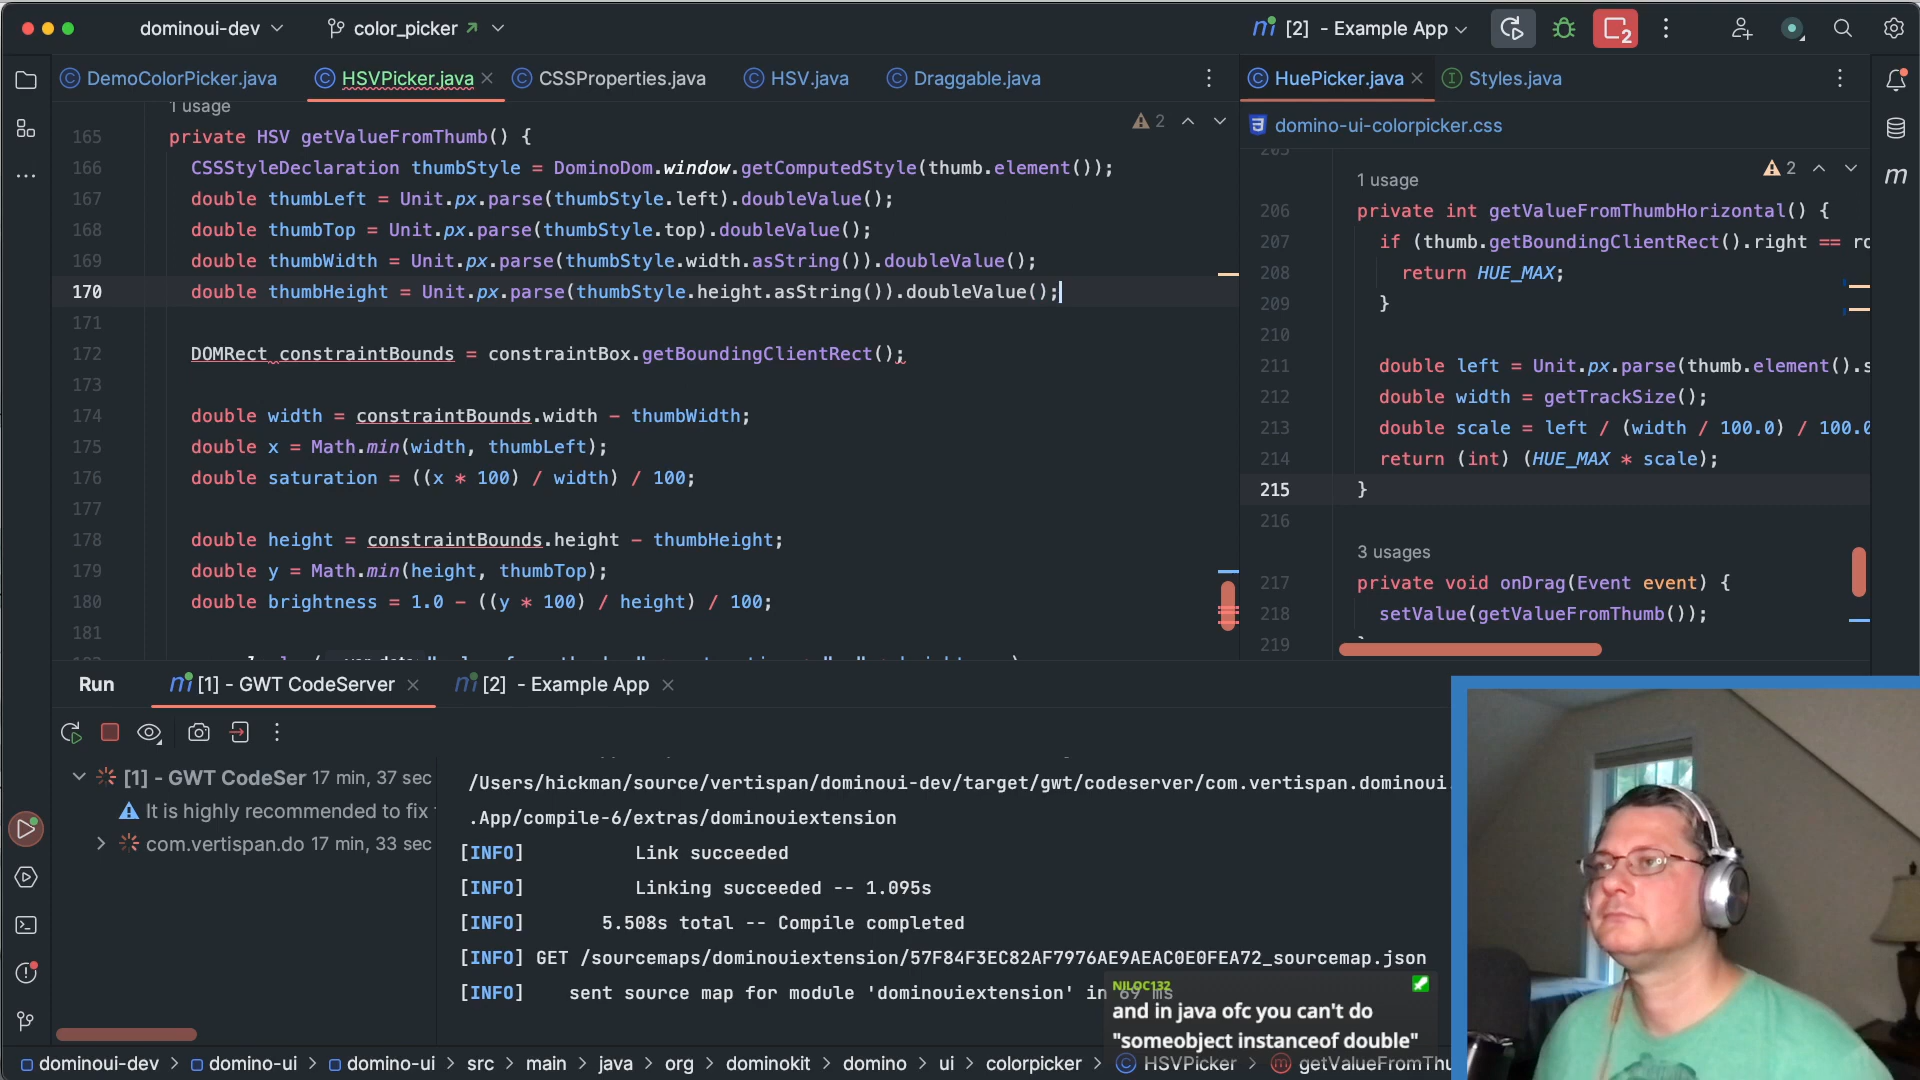 dominoui-dev
color_picker
[2] - Example App
2
DemoColorPicker.java
HSVPicker.java
CSSProperties.java
HSV.java
Draggable.java
HuePicker.java
Styles.java
domino-ui-colorpicker.css
1 usage
2
165 private HSV getValueFromThumb() {
166 CSSStyleDeclaration thumbStyle = DominoDom.window.getComputedStyle(thumb.element());
167 double thumbLeft = Unit.px.parse(thumbStyle.left).doubleValue();
168 double thumbTop = Unit.px.parse(thumbStyle.top).doubleValue();
169 double thumbWidth = Unit.px.parse(thumbStyle.width.asString()).doubleValue();
170 double thumbHeight = Unit.px.parse(thumbStyle.height.asString()).doubleValue();
171
172 DOMRect constraintBounds = constraintBox.getBoundingClientRect();
173
174 double width = constraintBounds.width - thumbWidth;
175 double x = Math.min(width, thumbLeft);
176 double saturation = ((x * 100) / width) / 100;
177
178 double height = constraintBounds.height - thumbHeight;
179 double y = Math.min(height, thumbTop);
180 double brightness = 1.0 - ((y * 100) / height) / 100;
181
2
1 usage
206 private int getValueFromThumbHorizontal() {
207 if (thumb.getBoundingClientRect().right == ro
208 return HUE_MAX;
209 }
210
211 double left = Unit.px.parse(thumb.element().s
212 double width = getTrackSize();
213 double scale = left / (width / 100.0) / 100.0
214 return (int) (HUE_MAX * scale);
215 }
216
3 usages
217 private void onDrag(Event event) {
218 setValue(getValueFromThumb());
219
m
Run
[1] - GWT CodeServer
[2] - Example App
[1] - GWT CodeSer 17 min, 37 sec
It is highly recommended to fix
com.vertispan.do 17 min, 33 sec
/Users/hickman/source/vertispan/dominoui-dev/target/gwt/codeserver/com.vertispan.dominoui.
.App/compile-6/extras/dominouiextension
[INFO] Link succeeded
[INFO] Linking succeeded -- 1.095s
[INFO] 5.508s total -- Compile completed
[INFO] GET /sourcemaps/dominouiextension/57F84F3EC82AF7976AE9AEAC0E0FEA72_sourcemap.json
[INFO] sent source map for module 'dominouiextension' in 69 ms
NILOC132
and in java ofc you can't do
"someobject instanceof double"
dominoui-dev > domino-ui > domino-ui > src > main > java > org > dominokit > domino > ui > colorpicker > HSVPicker > getValueFromThu